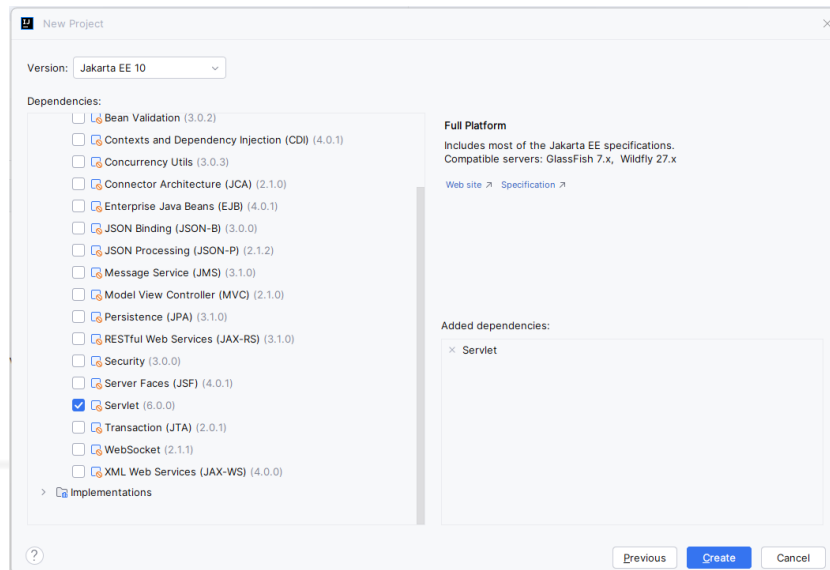 New Project
Version: Jakarta EE 10
Dependencies:
Bean Validation (3.0.2)
Contexts and Dependency Injection (CDI) (4.0.1)
Concurrency Utils (3.0.3)
Connector Architecture (JCA) (2.1.0)
Enterprise Java Beans (EJB) (4.0.1)
JSON Binding (JSON-B) (3.0.0)
JSON Processing (JSON-P) (2.1.2)
Message Service (JMS) (3.1.0)
Model View Controller (MVC) (2.1.0)
Persistence (JPA) (3.1.0)
RESTful Web Services (JAX-RS) (3.1.0)
Security (3.0.0)
Server Faces (JSF) (4.0.1)
Servlet (6.0.0)
Transaction (JTA) (2.0.1)
WebSocket (2.1.1)
XML Web Services (JAX-WS) (4.0.0)
Implementations
Full Platform
Includes most of the Jakarta EE specifications.
Compatible servers: GlassFish 7.x, Wildfly 27.x
Web site ↗ Specification ↗
Added dependencies:
Servlet
?
Previous Create Cancel